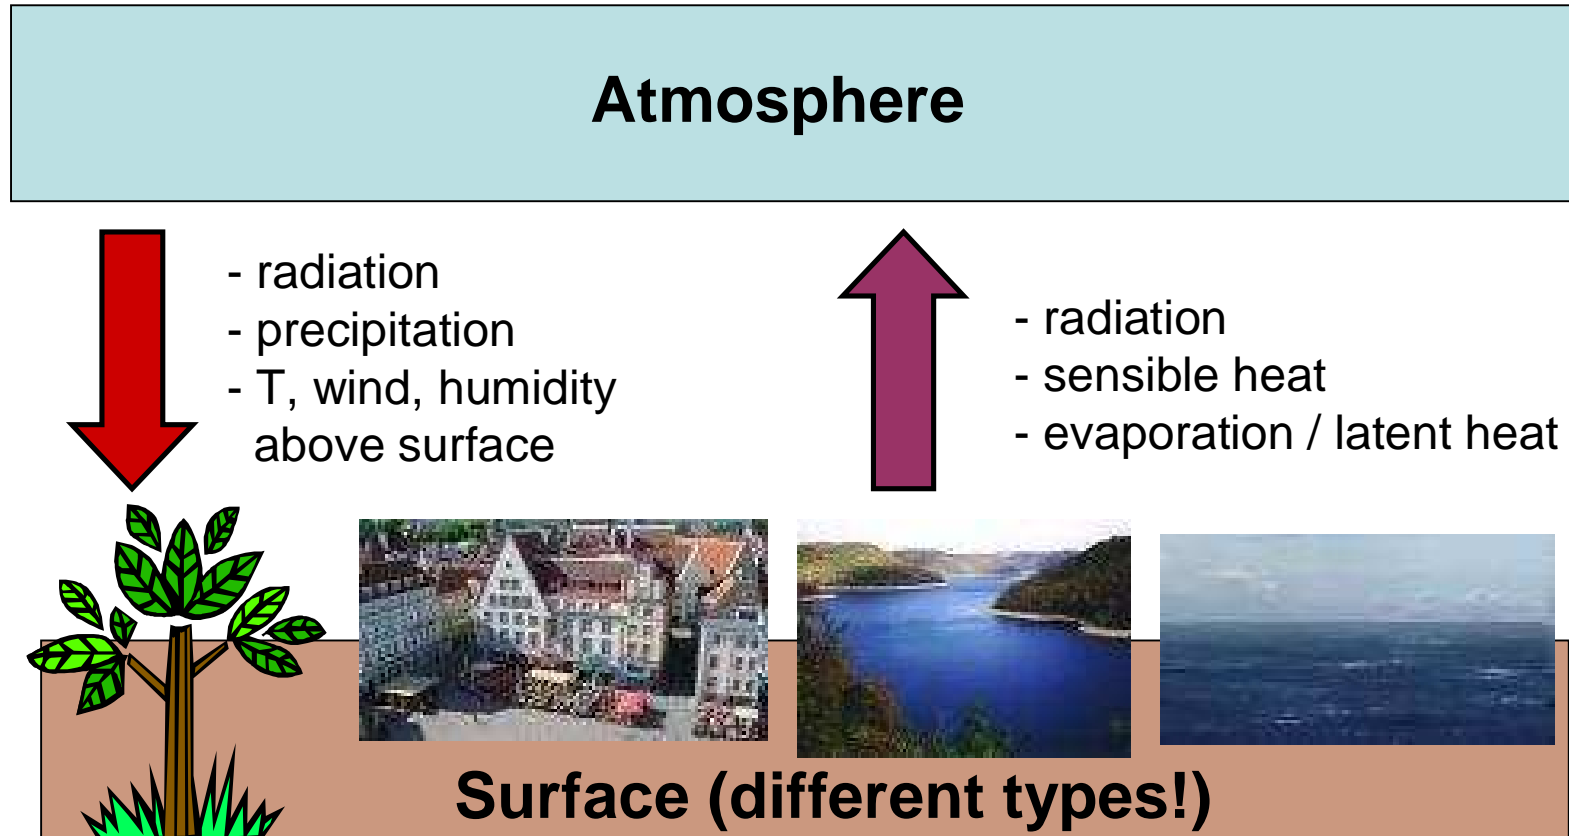 Atmosphere
- radiation
- precipitation
- T, wind, humidity
above surface
- radiation
- sensible heat
- evaporation / latent heat
Surface (different types!)